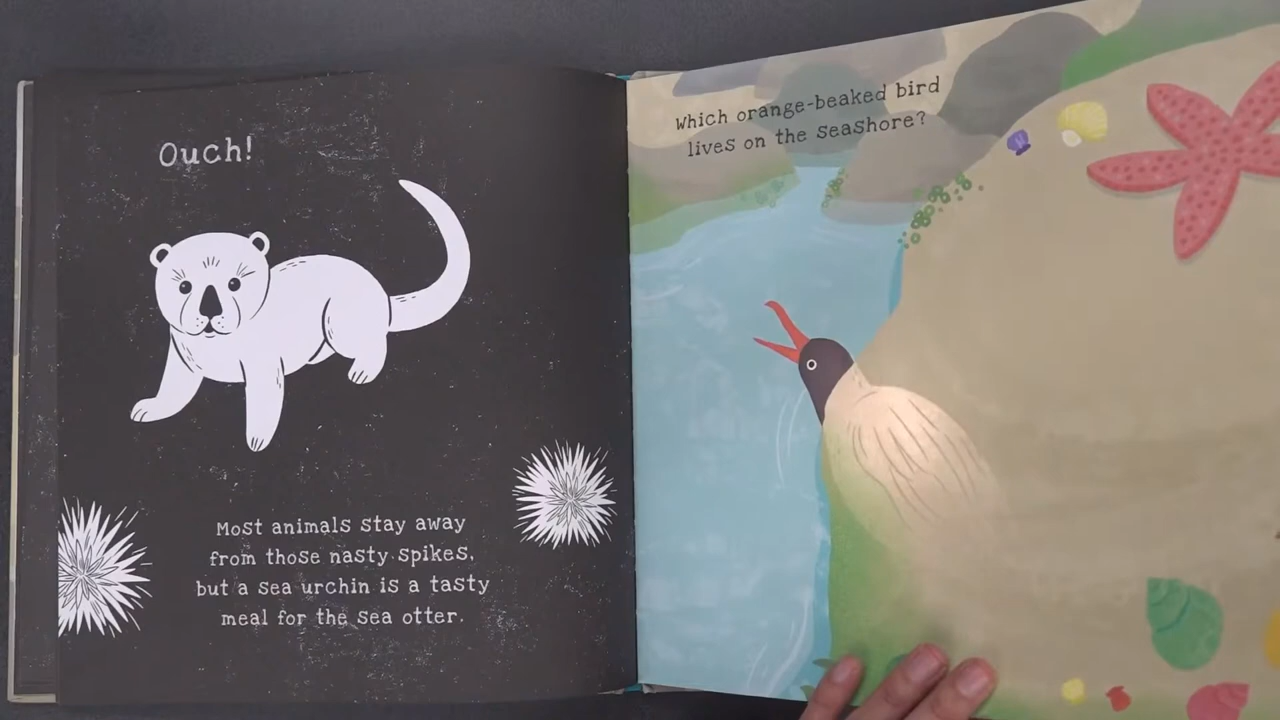 Ouch!
Most animals stay away
from those nasty spikes,
but a sea urchin is a tasty
meal for the sea otter.
Which orange-beaked bird
lives on the seashore?